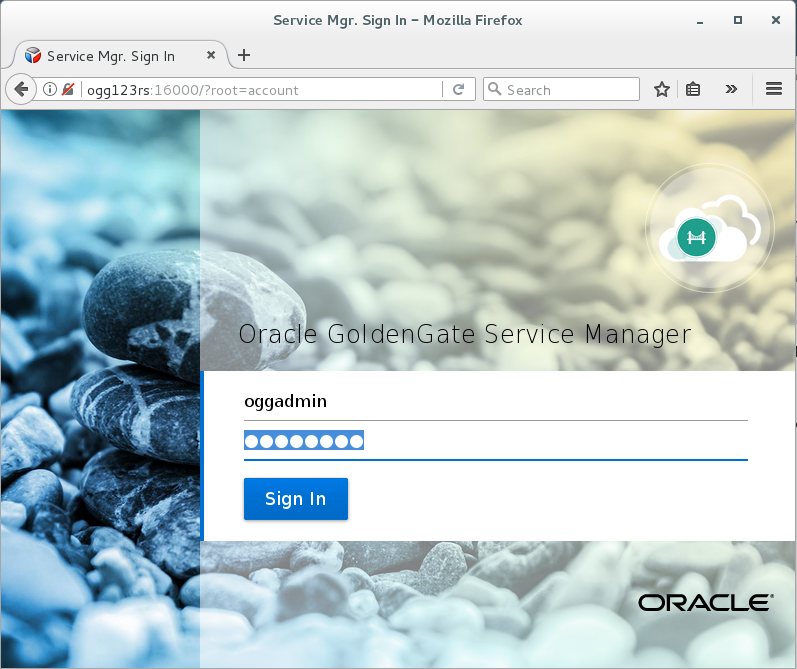 Service Mgr. Sign In – Mozilla Firefox
Service Mgr. Sign In
ogg123rs:16000/?root=account
Search
Oracle GoldenGate Service Manager
oggadmin
●●●●●●●●
Sign In
ORACLE®